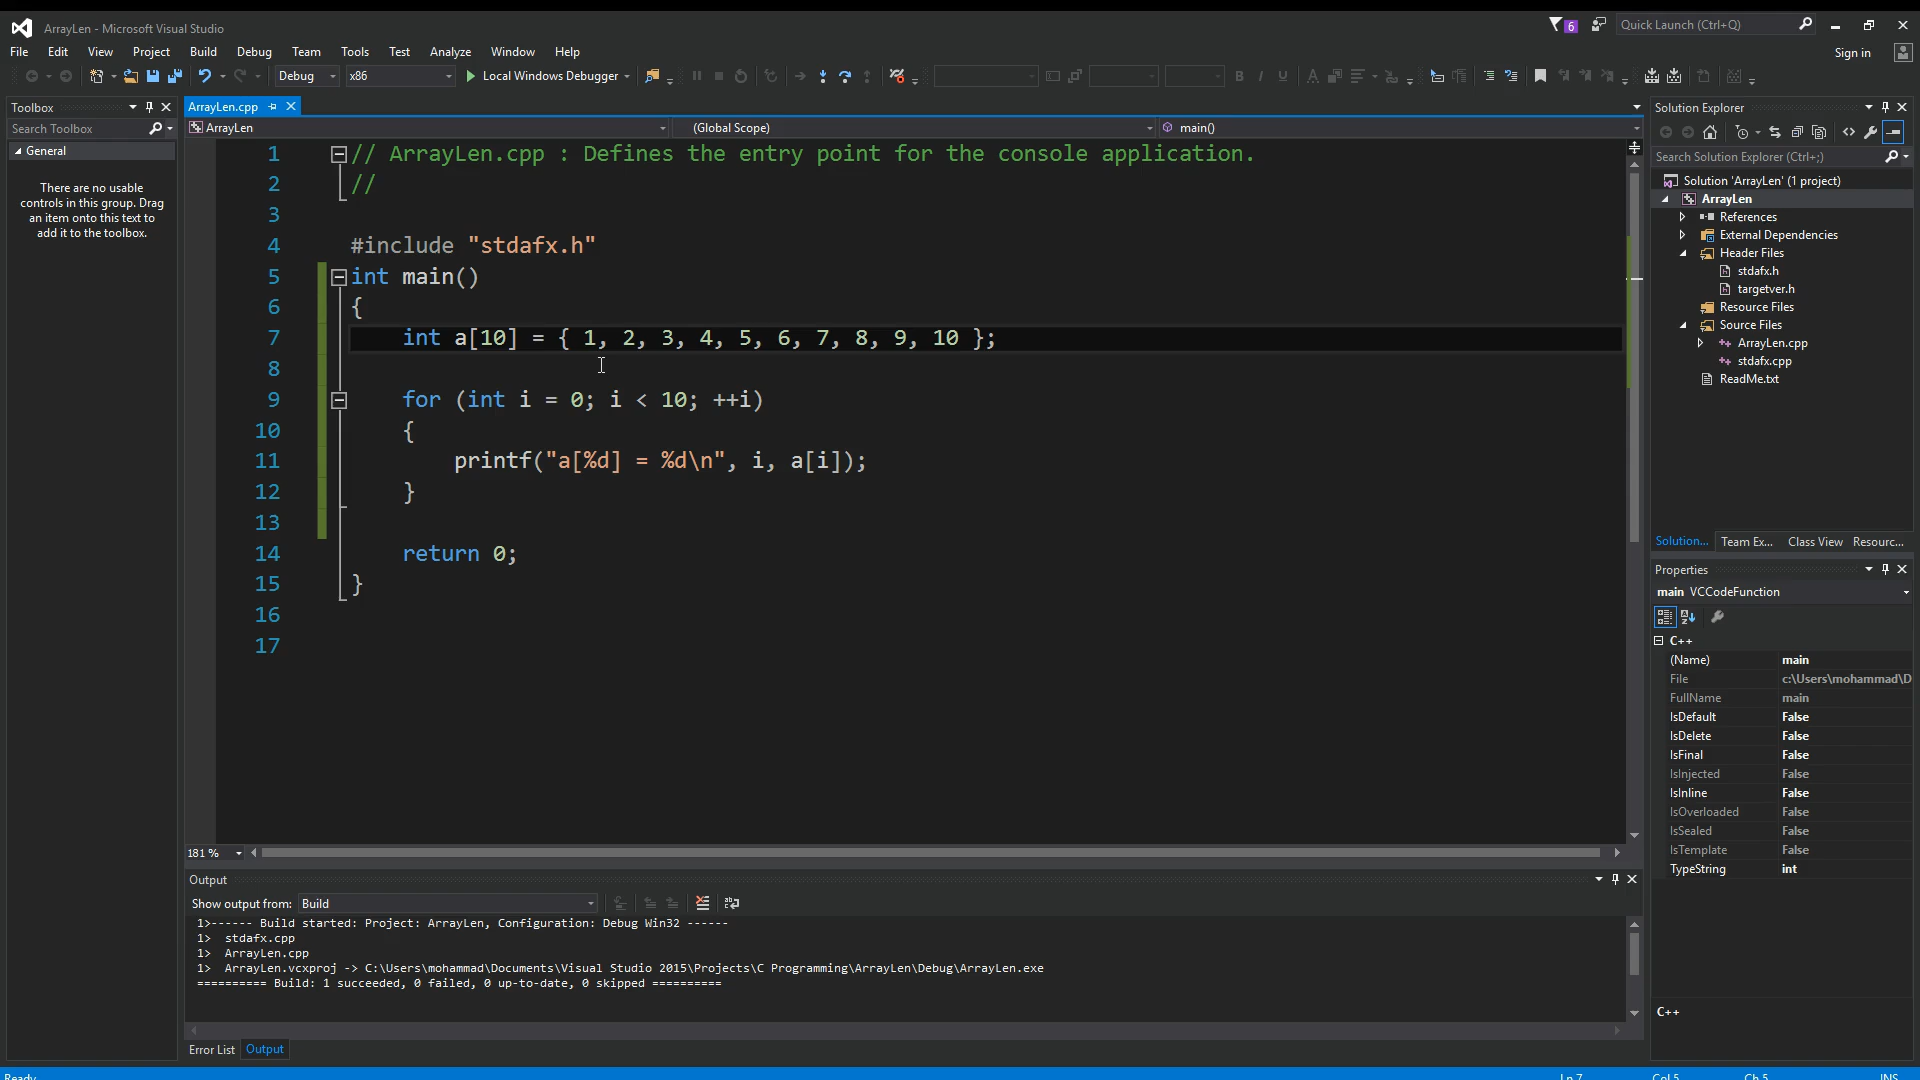 ArrayLen - Microsoft Visual Studio
6
Quick Launch (Ctrl+Q)
File Edit View Project Build Debug Team Tools Test Analyze Window Help
Sign in
Debug x86 Local Windows Debugger
Toolbox
Search Toolbox
General
There are no usable
controls in this group. Drag
an item onto this text to
add it to the toolbox.
ArrayLen.cpp
ArrayLen (Global Scope) main()
1 // ArrayLen.cpp : Defines the entry point for the console application.
2 //
3
4 #include "stdafx.h"
5 int main()
6 {
7 int a[10] = { 1, 2, 3, 4, 5, 6, 7, 8, 9, 10 };
8
9 for (int i = 0; i < 10; ++i)
10 {
11 printf("a[%d] = %d\n", i, a[i]);
12 }
13
14 return 0;
15 }
16
17
181 %
Output
Show output from: Build
1>------ Build started: Project: ArrayLen, Configuration: Debug Win32 ------
1> stdafx.cpp
1> ArrayLen.cpp
1> ArrayLen.vcxproj -> C:\Users\mohammad\Documents\Visual Studio 2015\Projects\C Programming\ArrayLen\Debug\ArrayLen.exe
========== Build: 1 succeeded, 0 failed, 0 up-to-date, 0 skipped ==========
Error List Output
Solution Explorer
Search Solution Explorer (Ctrl+;)
Solution 'ArrayLen' (1 project)
ArrayLen
References
External Dependencies
Header Files
stdafx.h
targetver.h
Resource Files
Source Files
ArrayLen.cpp
stdafx.cpp
ReadMe.txt
Solution... Team Ex... Class View Resourc...
Properties
main VCCodeFunction
C++
(Name) main
File c:\Users\mohammad\D
FullName main
IsDefault False
IsDelete False
IsFinal False
IsInjected False
IsInline False
IsOverloaded False
IsSealed False
IsTemplate False
TypeString int
C++
Ready Ln 7 Col 5 Ch 5 INS